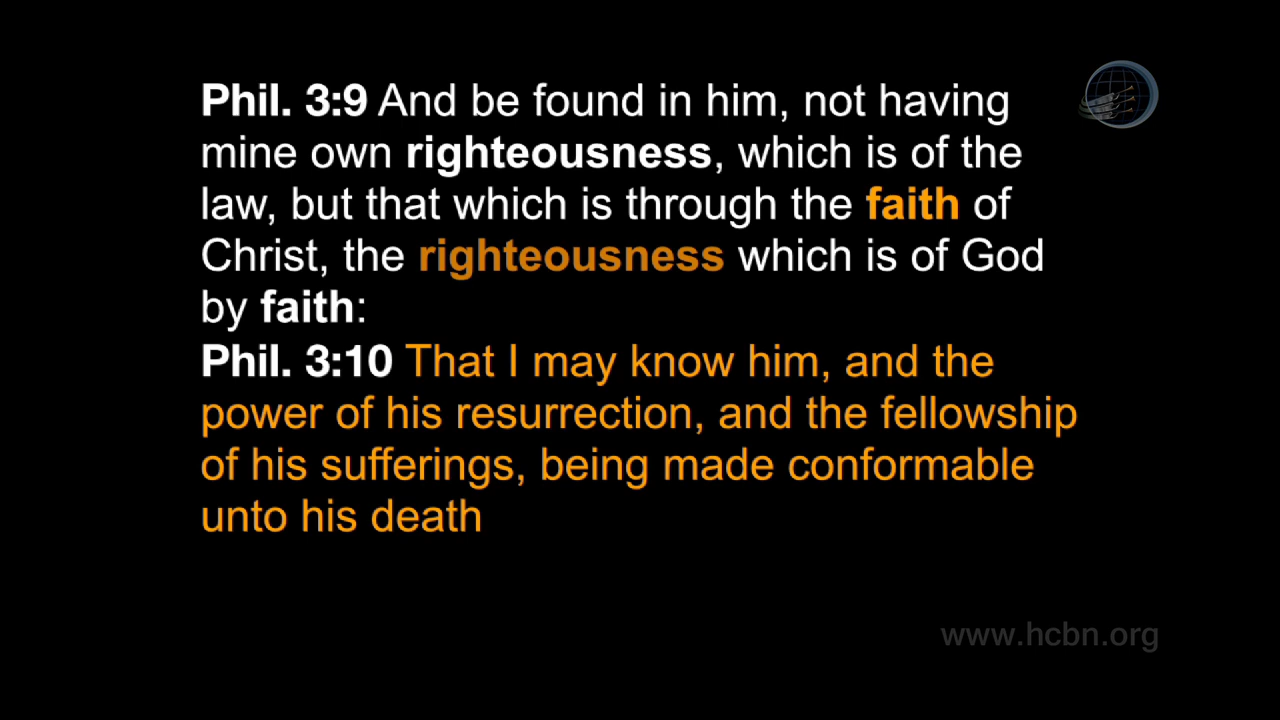 Phil. 3:9 And be found in him, not having
mine own righteousness, which is of the
law, but that which is through the faith of
Christ, the righteousness which is of God
by faith:
Phil. 3:10 That I may know him, and the
power of his resurrection, and the fellowship
of his sufferings, being made conformable
unto his death
www.hcbn.org